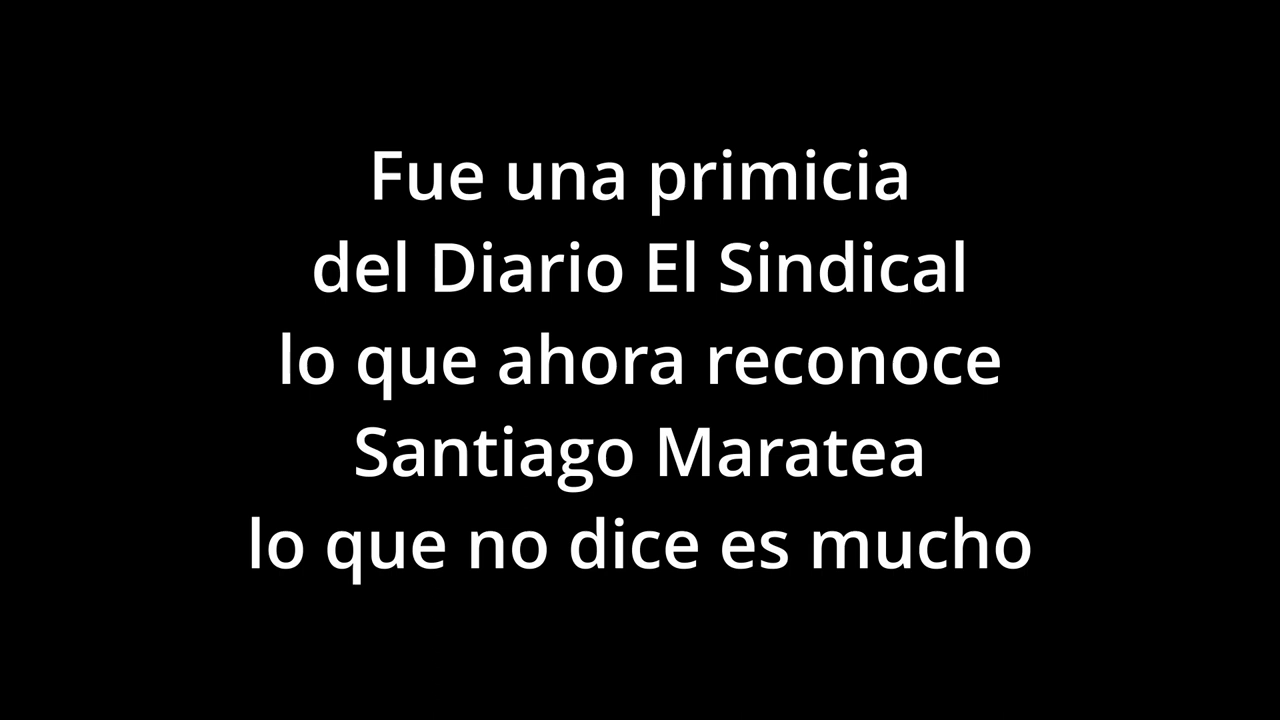 Fue una primicia
del Diario El Sindical
lo que ahora reconoce
Santiago Maratea
lo que no dice es mucho